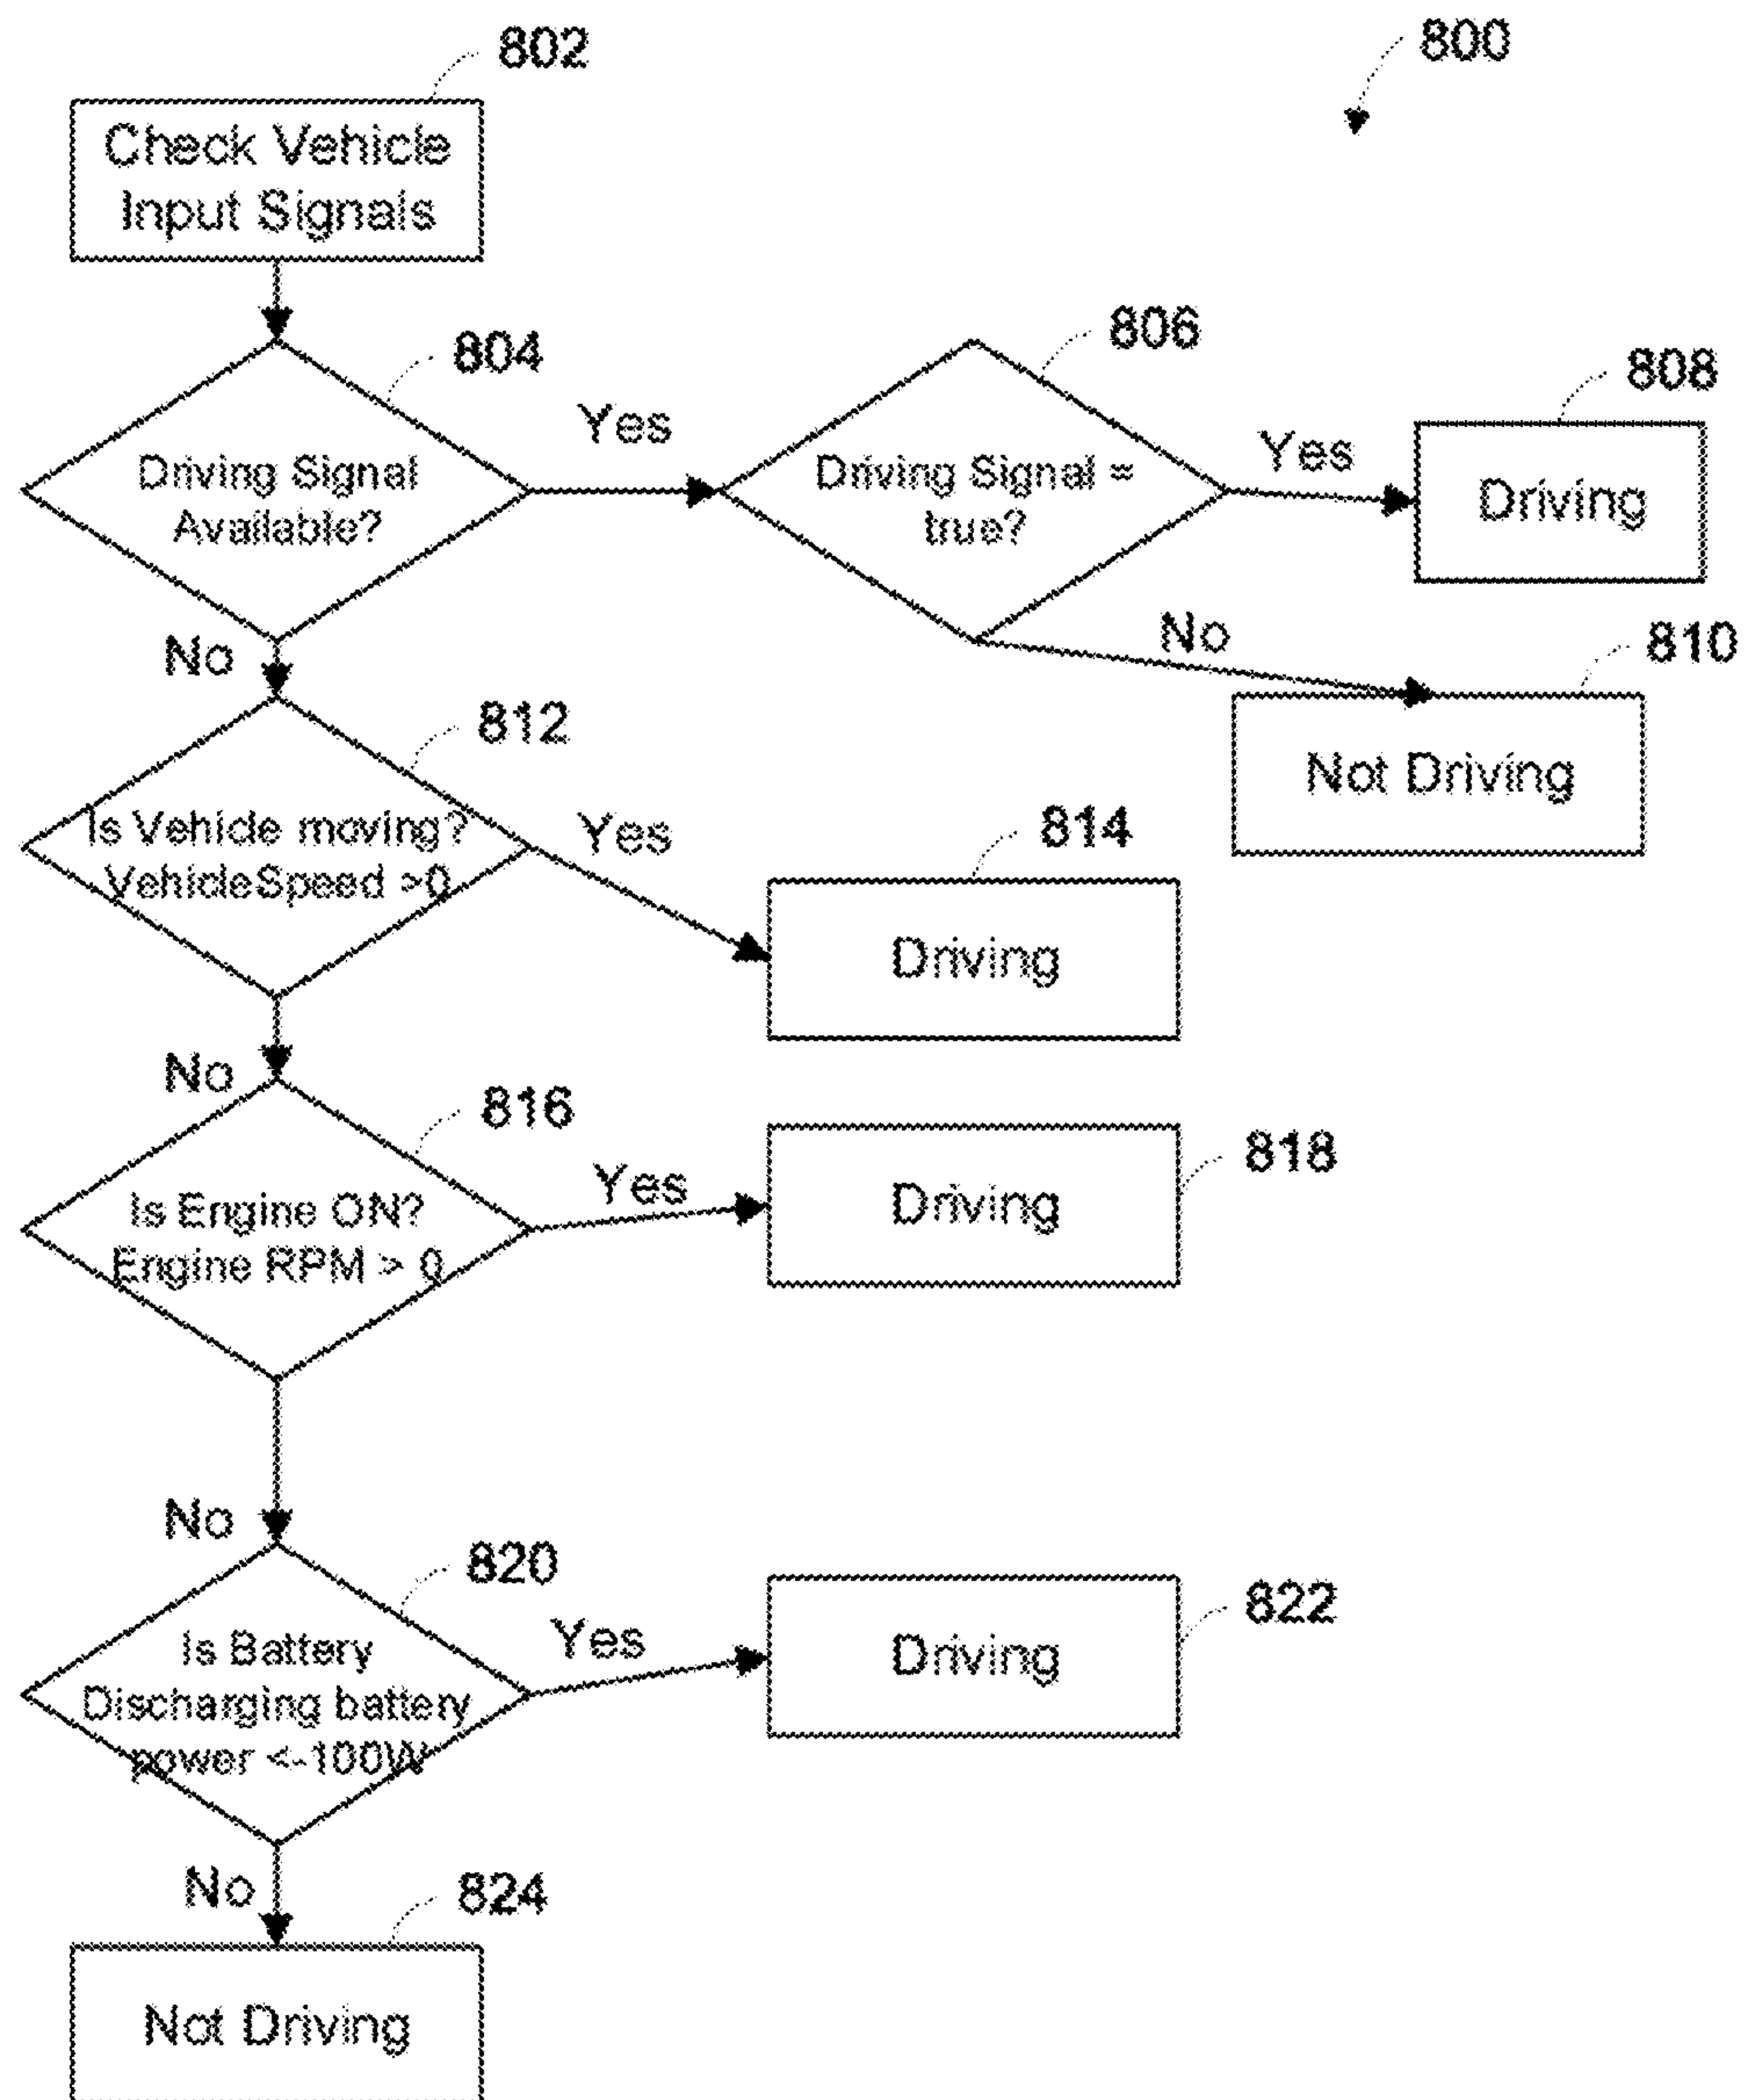 802
800
Check Vehicle
Input Signals
804
806
808
Yes
Yes
Driving Signal
Available?
Driving Signal =
true?
Driving
No
No
810
812
Not Driving
Is Vehicle moving?
VehicleSpeed >0
Yes
814
Driving
No
816
818
Is Engine ON?
Engine RPM > 0
Yes
Driving
No
820
822
Is Battery
Discharging battery
power <-100W
Yes
Driving
No
824
Not Driving